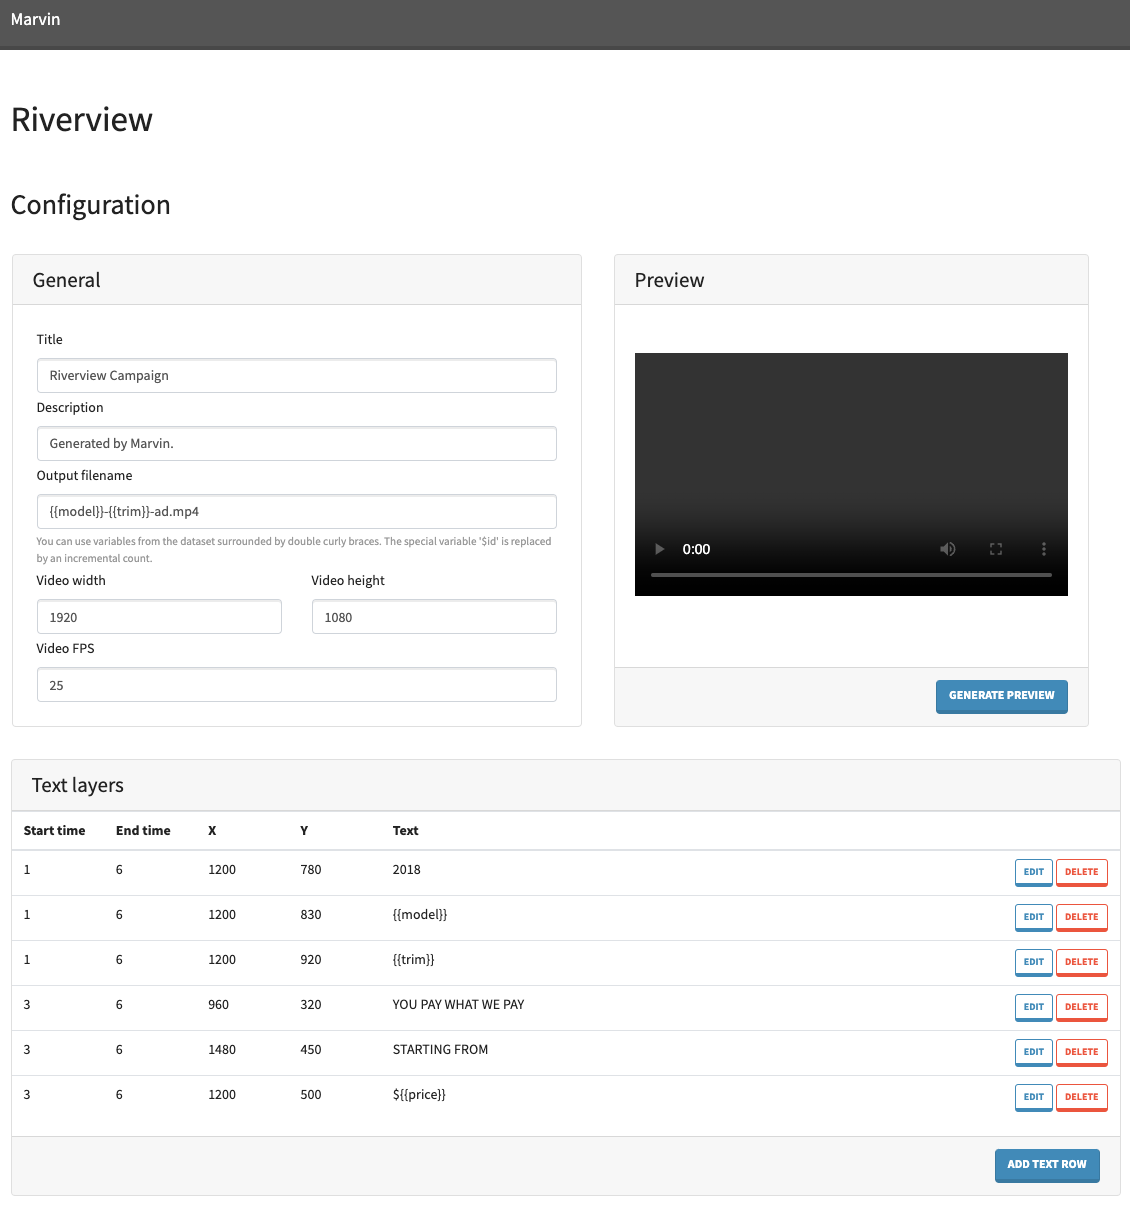 Marvin
Riverview
Configuration
General
Title
Riverview Campaign
Description
Generated by Marvin.
Output filename
{{model}}-{{trim}}-ad.mp4
You can use variables from the dataset surrounded by double curly braces. The special variable '$id' is replaced
by an incremental count.
Video width Video height
1920 1080
Video FPS
25
Preview
0:00
GENERATE PREVIEW
Text layers
Start time End time X Y Text
1 6 1200 780 2018 EDIT DELETE
1 6 1200 830 {{model}} EDIT DELETE
1 6 1200 920 {{trim}} EDIT DELETE
3 6 960 320 YOU PAY WHAT WE PAY EDIT DELETE
3 6 1480 450 STARTING FROM EDIT DELETE
3 6 1200 500 ${{price}} EDIT DELETE
ADD TEXT ROW